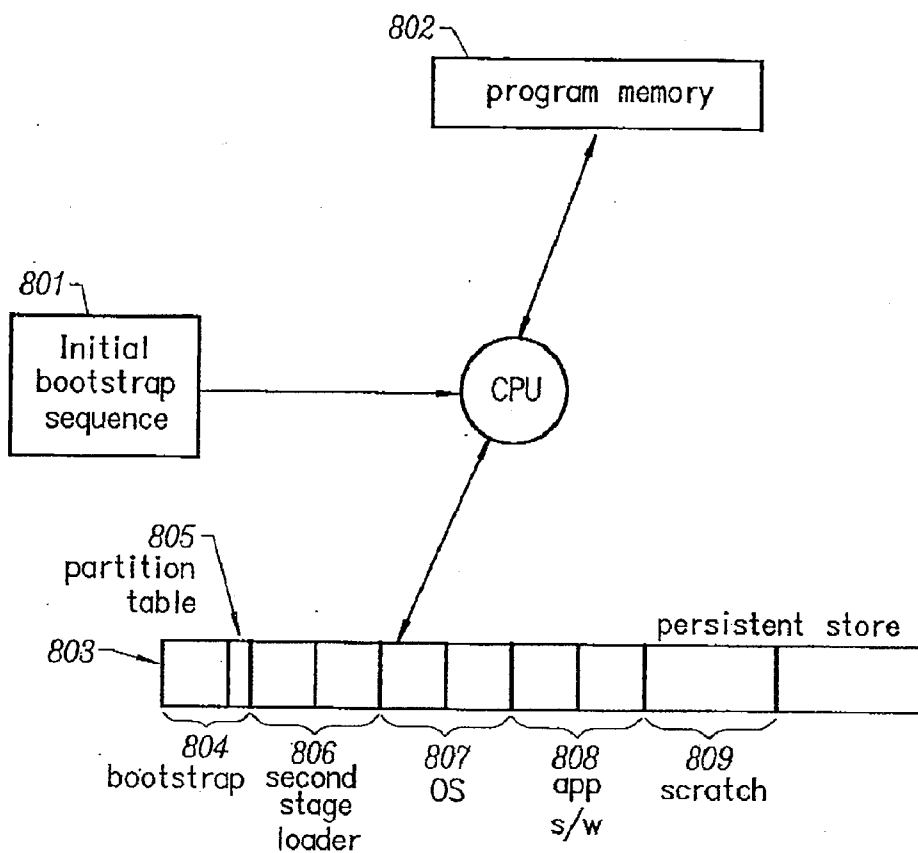 802
program memory
801
Initial
bootstrap
sequence
CPU
805
partition
table
persistent store
803
804
bootstrap
806
second
stage
loader
807
OS
808
app
s/w
809
scratch